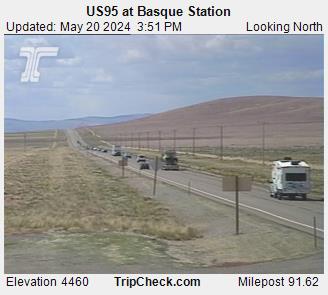 US95 at Basque Station
Updated: May 20 2024  3:51 PM Looking North
Elevation 4460 TripCheck.com Milepost 91.62